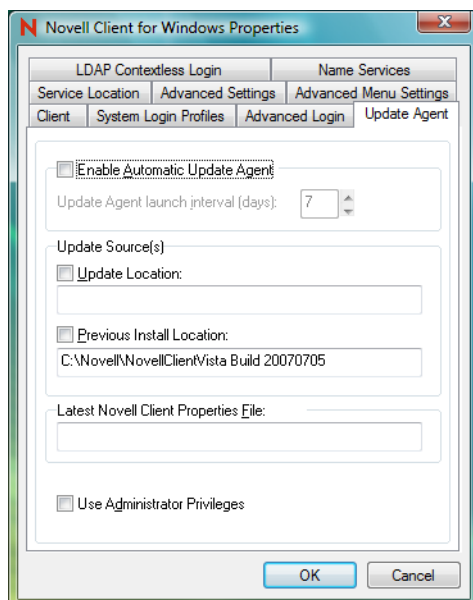 Novell Client for Windows Properties
LDAP Contextless Login Name Services
Service Location Advanced Settings Advanced Menu Settings
Client System Login Profiles Advanced Login Update Agent
Enable Automatic Update Agent
Update Agent launch interval (days): 7
Update Source(s)
Update Location:
Previous Install Location:
C:\Novell\NovellClientVista Build 20070705
Latest Novell Client Properties File:
Use Administrator Privileges
OK Cancel